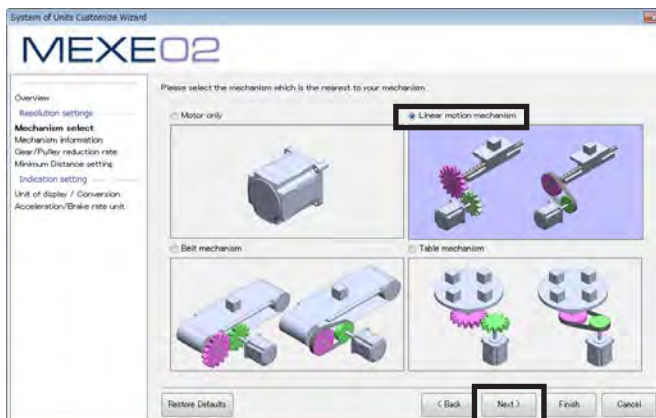 System of Units Customize Wizard
MEXE02
Please select the mechanism which is the nearest to your mechanism.
Overview
Resolution settings
Mechanism select
Mechanism information
Gear/Pulley reduction rate
Minimum Distance setting
Indication setting
Unit of display / Conversion
Acceleration/Brake rate unit
Motor only
Linear motion mechanism
Belt mechanism
Table mechanism
Restore Defaults
< Back
Next >
Finish
Cancel